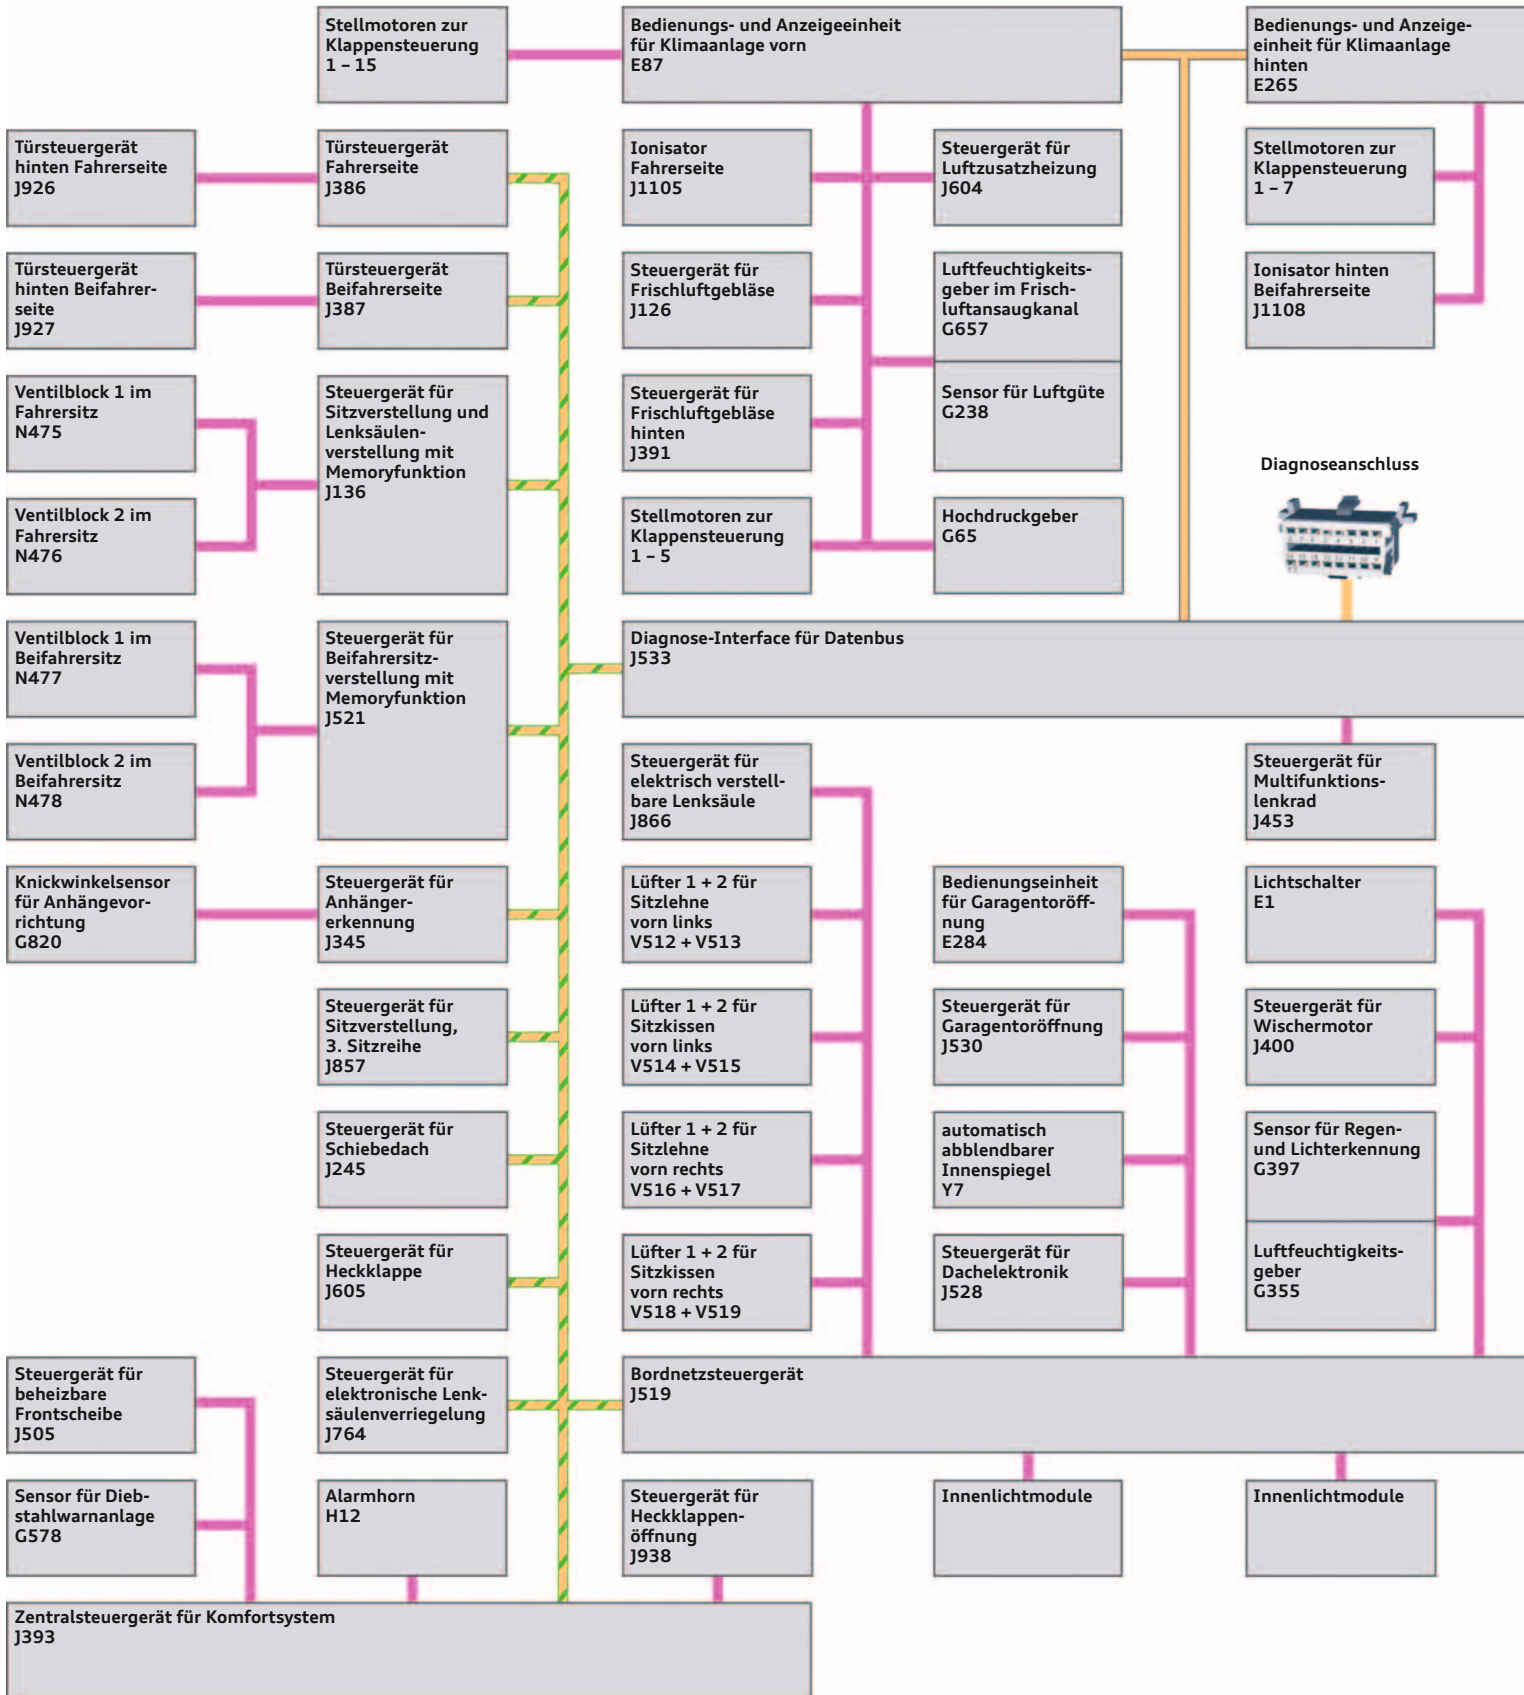 Stellmotoren zur
Klappensteuerung
1 – 15
Bedienungs- und Anzeigeeinheit
für Klimaanlage vorn
E87
Bedienungs- und Anzeige-
einheit für Klimaanlage
hinten
E265
Türsteuergerät
hinten Fahrerseite
J926
Türsteuergerät
Fahrerseite
J386
Ionisator
Fahrerseite
J1105
Steuergerät für
Luftzusatzheizung
J604
Stellmotoren zur
Klappensteuerung
1 – 7
Türsteuergerät
hinten Beifahrer-
seite
J927
Türsteuergerät
Beifahrerseite
J387
Steuergerät für
Frischluftgebläse
J126
Luftfeuchtigkeits-
geber im Frisch-
luftansaugkanal
G657
Ionisator hinten
Beifahrerseite
J1108
Ventilblock 1 im
Fahrersitz
N475
Steuergerät für
Sitzverstellung und
Lenksäulen-
verstellung mit
Memoryfunktion
J136
Steuergerät für
Frischluftgebläse
hinten
J391
Sensor für Luftgüte
G238
Diagnoseanschluss
Ventilblock 2 im
Fahrersitz
N476
Stellmotoren zur
Klappensteuerung
1 – 5
Hochdruckgeber
G65
Ventilblock 1 im
Beifahrersitz
N477
Steuergerät für
Beifahrersitz-
verstellung mit
Memoryfunktion
J521
Diagnose-Interface für Datenbus
J533
Ventilblock 2 im
Beifahrersitz
N478
Steuergerät für
elektrisch verstell-
bare Lenksäule
J866
Steuergerät für
Multifunktions-
lenkrad
J453
Knickwinkelsensor
für Anhängevor-
richtung
G820
Steuergerät für
Anhänger-
erkennung
J345
Lüfter 1 + 2 für
Sitzlehne
vorn links
V512 + V513
Bedienungseinheit
für Garagentoröff-
nung
E284
Lichtschalter
E1
Steuergerät für
Sitzverstellung,
3. Sitzreihe
J857
Lüfter 1 + 2 für
Sitzkissen
vorn links
V514 + V515
Steuergerät für
Garagentoröffnung
J530
Steuergerät für
Wischermotor
J400
Steuergerät für
Schiebedach
J245
Lüfter 1 + 2 für
Sitzlehne
vorn rechts
V516 + V517
automatisch
abblendbarer
Innenspiegel
Y7
Sensor für Regen-
und Lichterkennung
G397
Steuergerät für
Heckklappe
J605
Lüfter 1 + 2 für
Sitzkissen
vorn rechts
V518 + V519
Steuergerät für
Dachelektronik
J528
Luftfeuchtigkeits-
geber
G355
Steuergerät für
beheizbare
Frontscheibe
J505
Steuergerät für
elektronische Lenk-
säulenverriegelung
J764
Bordnetzsteuergerät
J519
Sensor für Dieb-
stahlwarnanlage
G578
Alarmhorn
H12
Steuergerät für
Heckklappen-
öffnung
J938
Innenlichtmodule
Innenlichtmodule
Zentralsteuergerät für Komfortsystem
J393